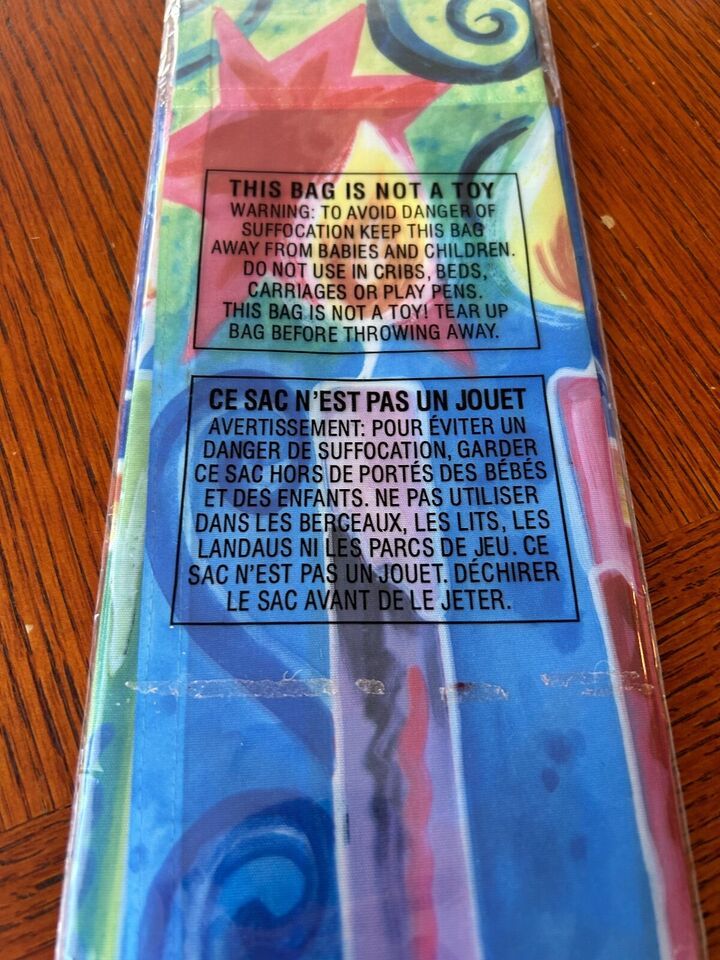 THIS BAG IS NOT A TOY
WARNING: TO AVOID DANGER OF
SUFFOCATION KEEP THIS BAG
AWAY FROM BABIES AND CHILDREN.
DO NOT USE IN CRIBS, BEDS,
CARRIAGES OR PLAY PENS.
THIS BAG IS NOT A TOY! TEAR UP
BAG BEFORE THROWING AWAY.
CE SAC N'EST PAS UN JOUET
AVERTISSEMENT: POUR ÉVITER UN
DANGER DE SUFFOCATION, GARDER
CE SAC HORS DE PORTÉS DES BÉBÉS
ET DES ENFANTS. NE PAS UTILISER
DANS LES BERCEAUX, LES LITS, LES
LANDAUS NI LES PARCS DE JEU. CE
SAC N'EST PAS UN JOUET. DÉCHIRER
LE SAC AVANT DE LE JETER.